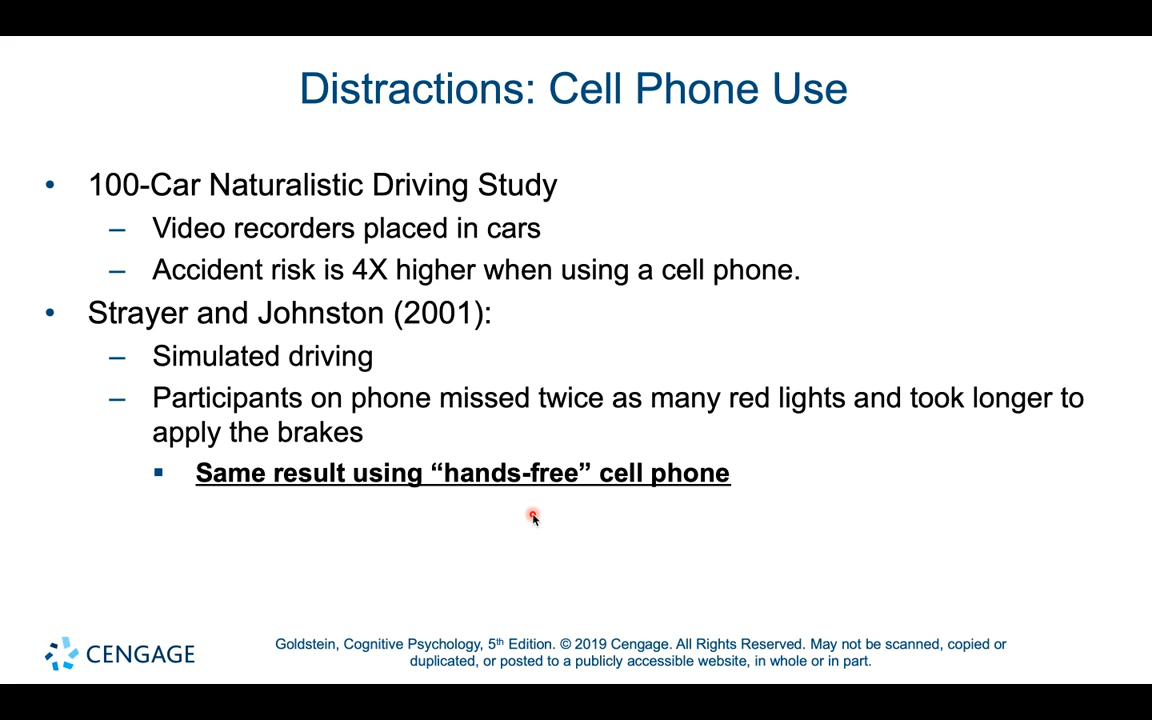 Distractions: Cell Phone Use
• 100-Car Naturalistic Driving Study
– Video recorders placed in cars
– Accident risk is 4X higher when using a cell phone.
• Strayer and Johnston (2001):
– Simulated driving
– Participants on phone missed twice as many red lights and took longer to
apply the brakes
▪ Same result using “hands-free” cell phone
CENGAGE
Goldstein, Cognitive Psychology, 5th Edition. © 2019 Cengage. All Rights Reserved. May not be scanned, copied or
duplicated, or posted to a publicly accessible website, in whole or in part.